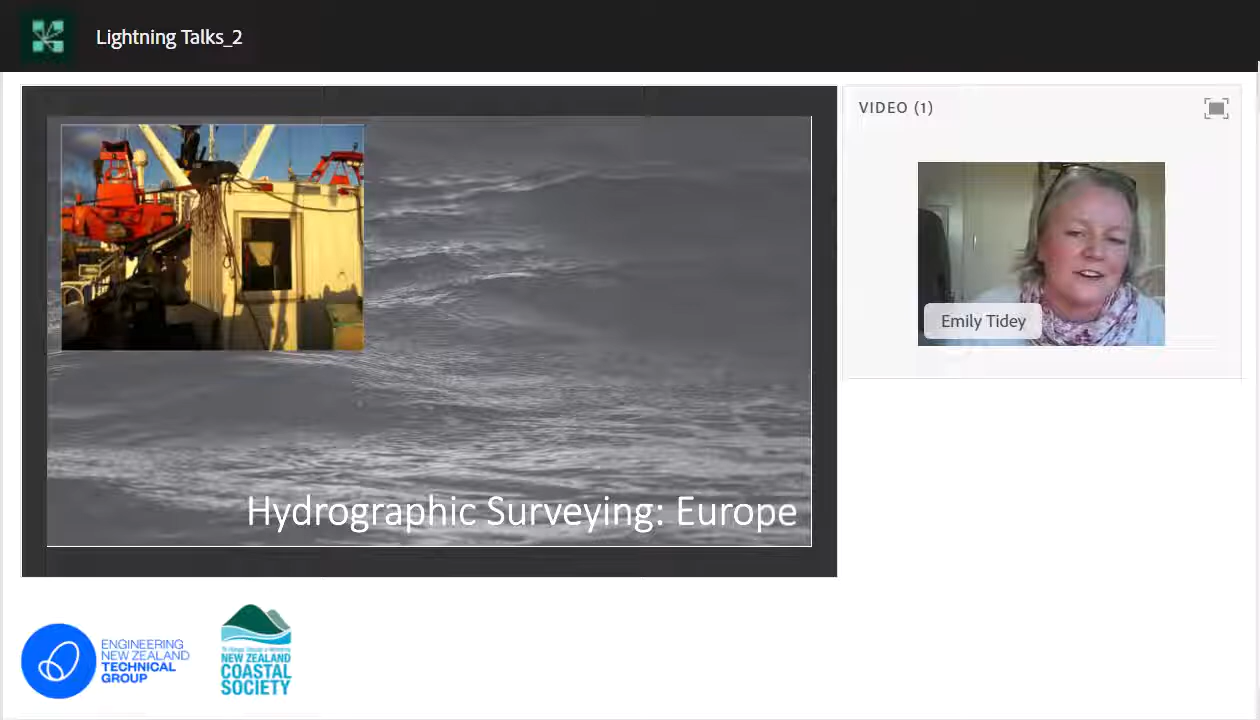 Lightning Talks_2
VIDEO (1)
Emily Tidey
Hydrographic Surveying: Europe
ENGINEERING
NEW ZEALAND
TECHNICAL
GROUP
NEW ZEALAND
COASTAL
SOCIETY